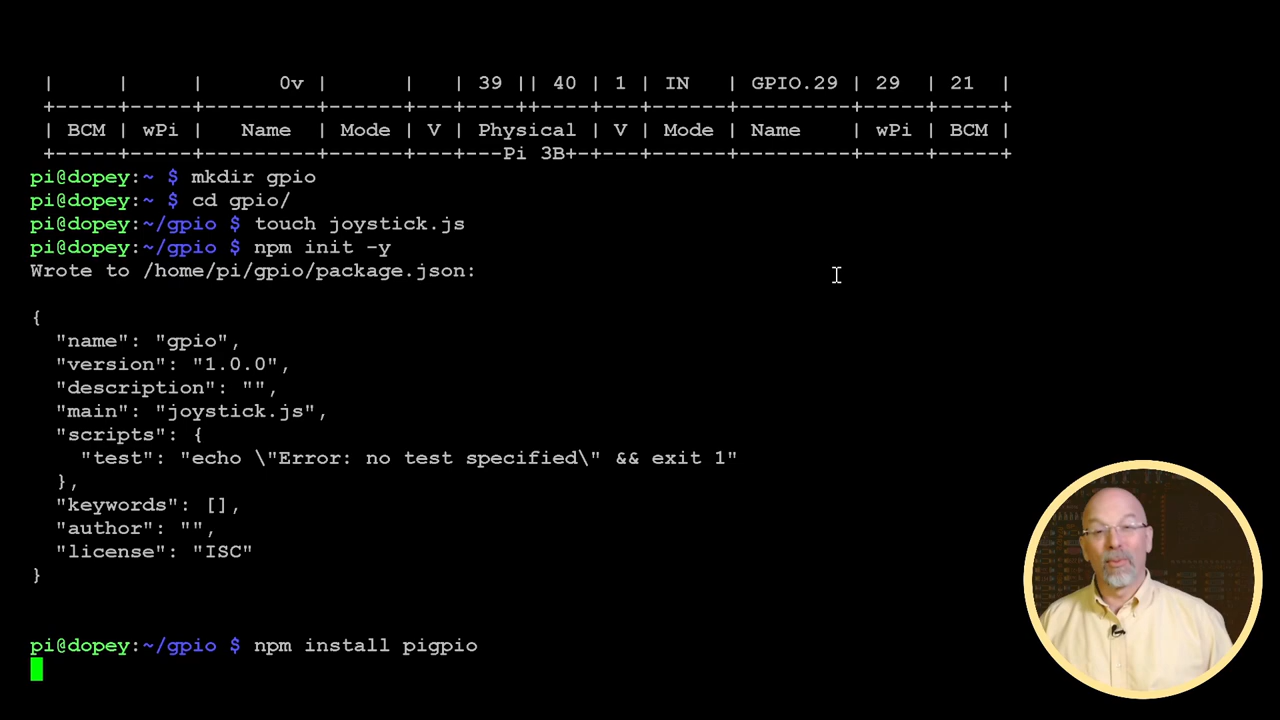 |     |     |      0v |      |   | 39 || 40 | 1 | IN   | GPIO.29 | 29  | 21  |
+-----+-----+---------+------+---+----++----+---+------+---------+-----+-----+
| BCM | wPi |   Name  | Mode | V | Physical | V | Mode | Name    | wPi | BCM |
+-----+-----+---------+------+---+---Pi 3B+-+---+------+---------+-----+-----+
pi@dopey:~ $ mkdir gpio
pi@dopey:~ $ cd gpio/
pi@dopey:~/gpio $ touch joystick.js
pi@dopey:~/gpio $ npm init -y
Wrote to /home/pi/gpio/package.json:
{
  "name": "gpio",
  "version": "1.0.0",
  "description": "",
  "main": "joystick.js",
  "scripts": {
    "test": "echo \"Error: no test specified\" && exit 1"
  },
  "keywords": [],
  "author": "",
  "license": "ISC"
}
pi@dopey:~/gpio $ npm install pigpio